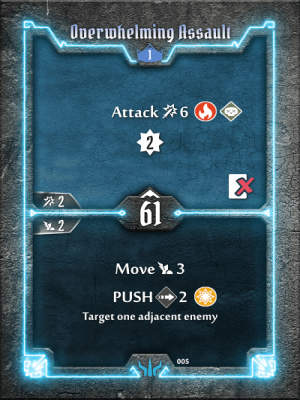 Overwhelming Assault
1
Attack 6
2
2
61
2
Move 3
PUSH 2
Target one adjacent enemy
005